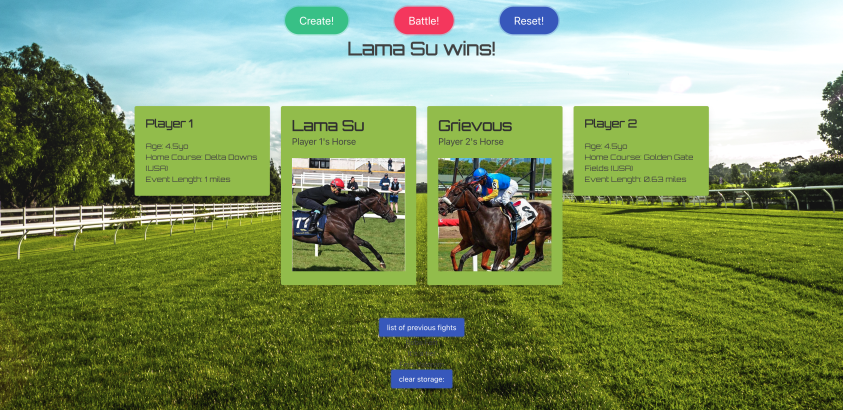 Create!
Battle!
Reset!
Lama Su wins!
Player 1
Age: 4.5yo
Home Course: Delta Downs
(USA)
Event Length: 1 miles
Lama Su
Player 1's Horse
77
Grievous
Player 2's Horse
2
Player 2
Age: 4.5yo
Home Course: Golden Gate
Fields (USA)
Event Length: 0.63 miles
list of previous fights
clear storage: